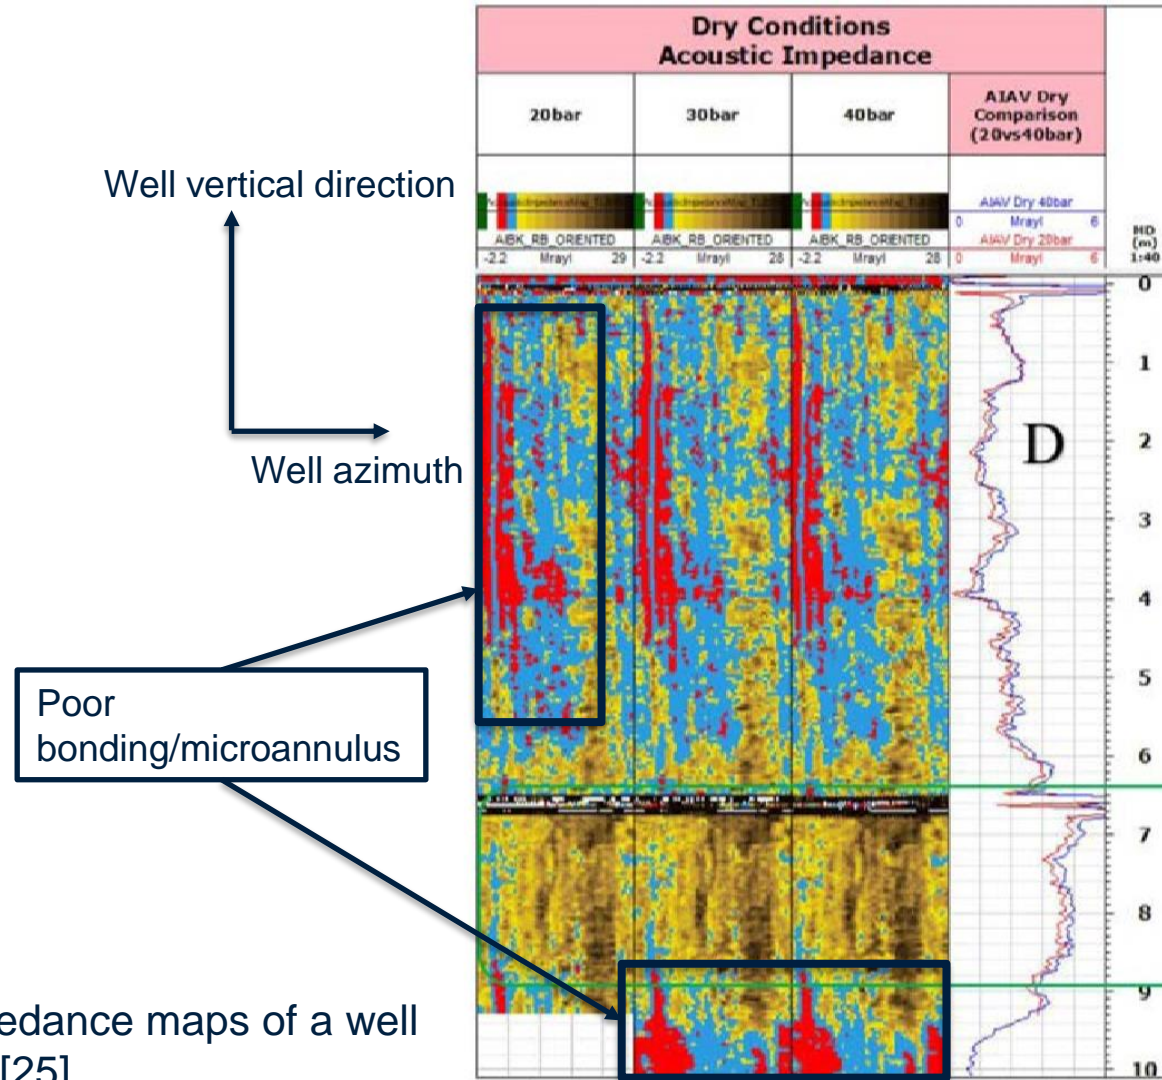 Dry Conditions
Acoustic Impedance
20bar
30bar
40bar
AIAV Dry
Comparison
(20vs40bar)
Well vertical direction
AIAV Dry 40bar
0 Mrayl 6
AIBK_RB_ORIENTED
AIBK_RB_ORIENTED
AIBK_RB_ORIENTED
AIAV Dry 20bar
-2.2 Mrayl 29
-2.2 Mrayl 28
-2.2 Mrayl 28
0 Mrayl 6
MD
(m)
1:40
0
1
D
2
Well azimuth
3
4
5
Poor
bonding/microannulus
6
7
8
9
edance maps of a well
[25]
10